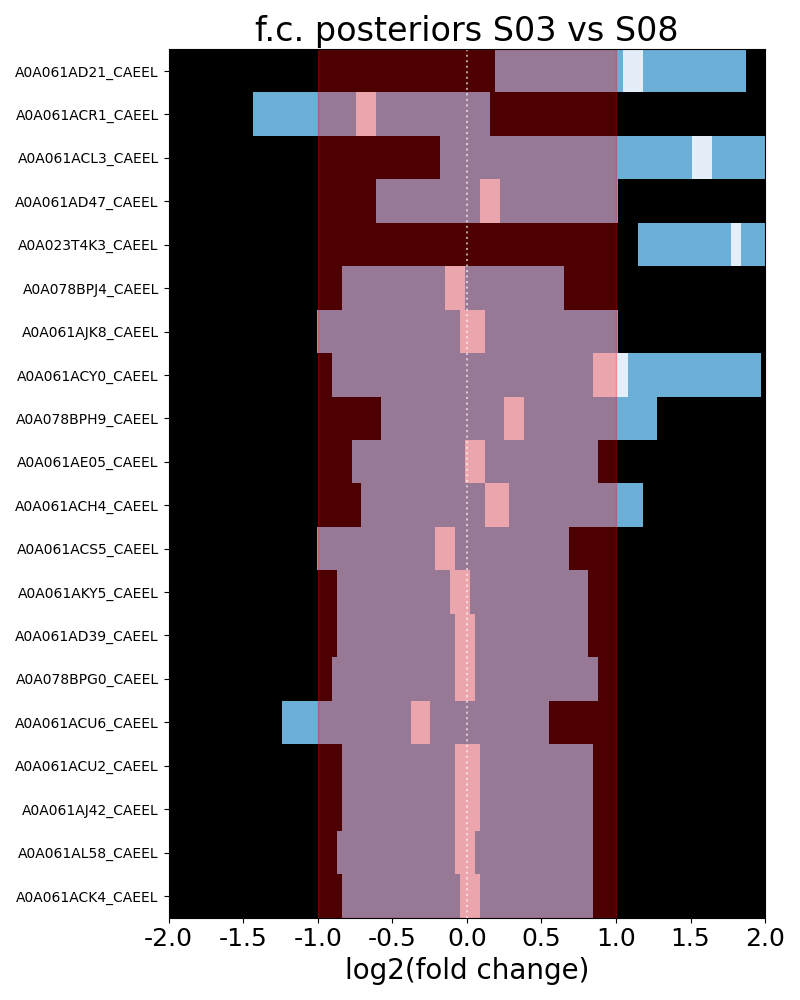 f.c. posteriors S03 vs S08
A0A061AD21_CAEEL
A0A061ACR1_CAEEL
A0A061ACL3_CAEEL
A0A061AD47_CAEEL
A0A023T4K3_CAEEL
A0A078BPJ4_CAEEL
A0A061AJK8_CAEEL
A0A061ACY0_CAEEL
A0A078BPH9_CAEEL
A0A061AE05_CAEEL
A0A061ACH4_CAEEL
A0A061ACS5_CAEEL
A0A061AKY5_CAEEL
A0A061AD39_CAEEL
A0A078BPG0_CAEEL
A0A061ACU6_CAEEL
A0A061ACU2_CAEEL
A0A061AJ42_CAEEL
A0A061AL58_CAEEL
A0A061ACK4_CAEEL
-2.0 -1.5 -1.0 -0.5 0.0 0.5 1.0 1.5 2.0
log2(fold change)